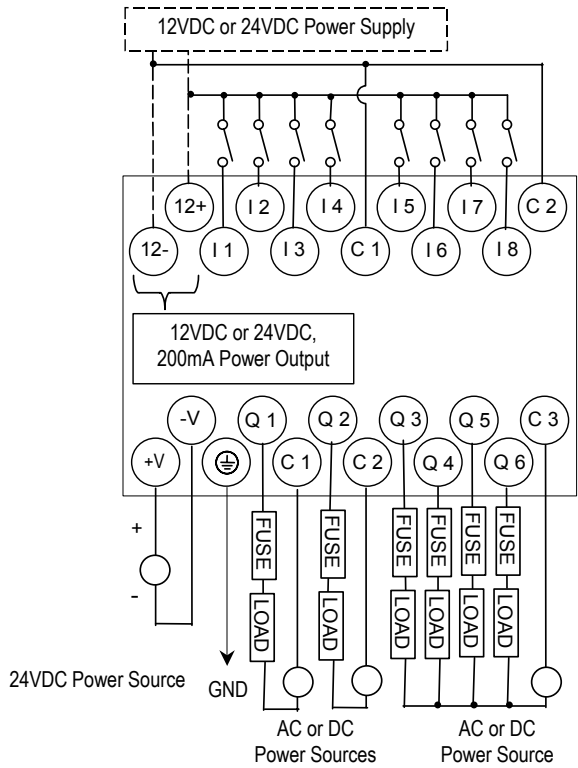 12VDC or 24VDC Power Supply
12+ I 2 I 4 I 5 I 7 C 2
12- I 1 I 3 C 1 I 6 I 8
12VDC or 24VDC,
200mA Power Output
-V Q 1 Q 2 Q 3 Q 5 C 3
+V C 1 C 2 Q 4 Q 6
+
-
FUSE FUSE FUSE FUSE FUSE FUSE
LOAD LOAD LOAD LOAD LOAD LOAD
24VDC Power Source
GND
AC or DC
Power Sources
AC or DC
Power Source